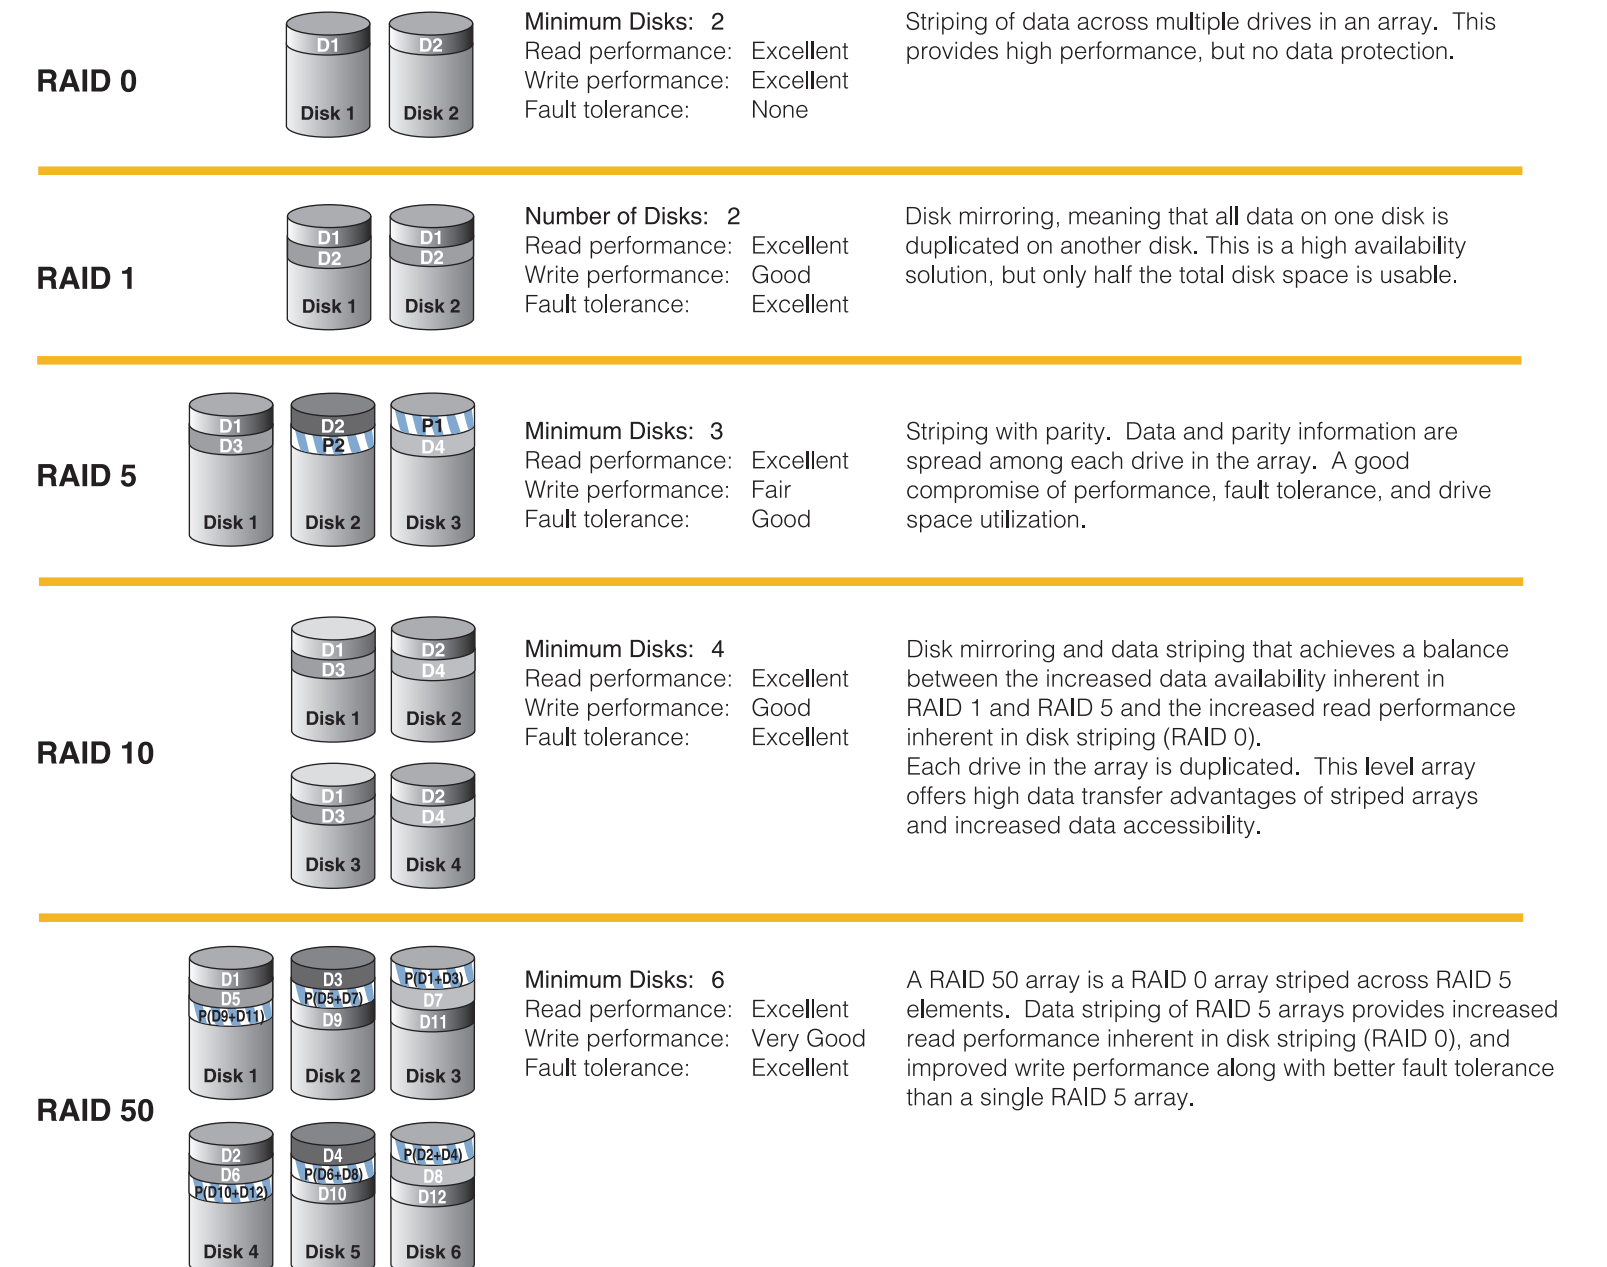 RAID 0
D1 D2
Disk 1 Disk 2
Minimum Disks: 2
Read performance: Excellent
Write performance: Excellent
Fault tolerance: None
Striping of data across multiple drives in an array. This
provides high performance, but no data protection.
RAID 1
D1 D1
D2 D2
Disk 1 Disk 2
Number of Disks: 2
Read performance: Excellent
Write performance: Good
Fault tolerance: Excellent
Disk mirroring, meaning that all data on one disk is
duplicated on another disk. This is a high availability
solution, but only half the total disk space is usable.
RAID 5
D1 D2 P1
D3 P2 D4
Disk 1 Disk 2 Disk 3
Minimum Disks: 3
Read performance: Excellent
Write performance: Fair
Fault tolerance: Good
Striping with parity. Data and parity information are
spread among each drive in the array. A good
compromise of performance, fault tolerance, and drive
space utilization.
RAID 10
D1 D2
D3 D4
Disk 1 Disk 2
D1 D2
D3 D4
Disk 3 Disk 4
Minimum Disks: 4
Read performance: Excellent
Write performance: Good
Fault tolerance: Excellent
Disk mirroring and data striping that achieves a balance
between the increased data availability inherent in
RAID 1 and RAID 5 and the increased read performance
inherent in disk striping (RAID 0).
Each drive in the array is duplicated. This level array
offers high data transfer advantages of striped arrays
and increased data accessibility.
RAID 50
D1 D3 P(D1+D3)
D5 P(D5+D7) D7
P(D9+D11) D9 D11
Disk 1 Disk 2 Disk 3
D2 D4 P(D2+D4)
D6 P(D6+D8) D8
P(D10+D12) D10 D12
Disk 4 Disk 5 Disk 6
Minimum Disks: 6
Read performance: Excellent
Write performance: Very Good
Fault tolerance: Excellent
A RAID 50 array is a RAID 0 array striped across RAID 5
elements. Data striping of RAID 5 arrays provides increased
read performance inherent in disk striping (RAID 0), and
improved write performance along with better fault tolerance
than a single RAID 5 array.